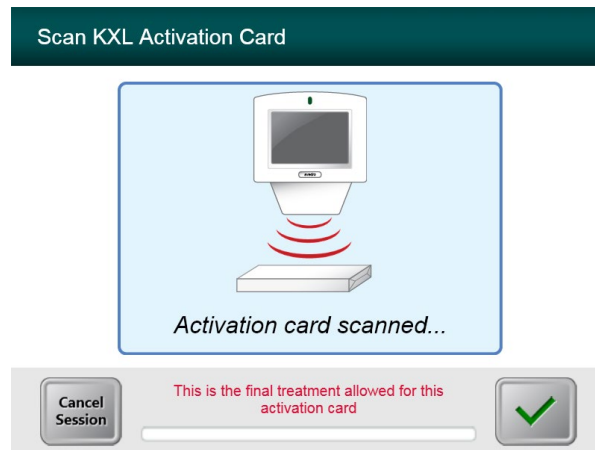 Scan KXL Activation Card
Activation card scanned...
Cancel
Session
This is the final treatment allowed for this
activation card